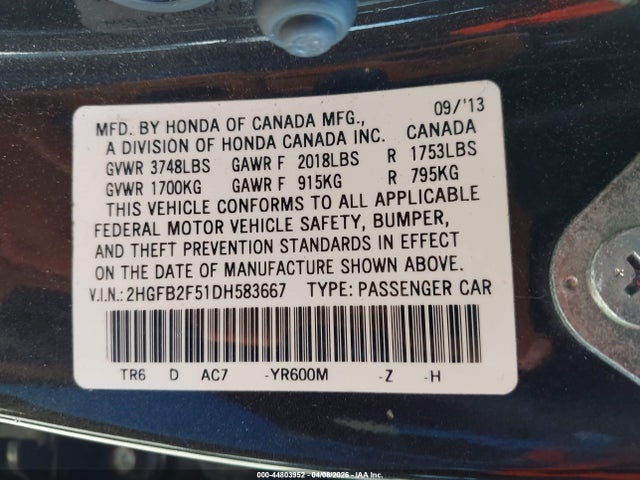 09/'13
MFD. BY HONDA OF CANADA MFG.,
A DIVISION OF HONDA CANADA INC. CANADA
GVWR 3748LBS GAWR F 2018LBS R 1753LBS
GVWR 1700KG GAWR F 915KG R 795KG
THIS VEHICLE CONFORMS TO ALL APPLICABLE
FEDERAL MOTOR VEHICLE SAFETY, BUMPER,
AND THEFT PREVENTION STANDARDS IN EFFECT
ON THE DATE OF MANUFACTURE SHOWN ABOVE.
V.I.N.:2HGFB2F51DH583667 TYPE:PASSENGER CAR
TR6 D AC7 -YR600M -Z -H
000-44803952 - 04/08/2026 - IAA Inc.